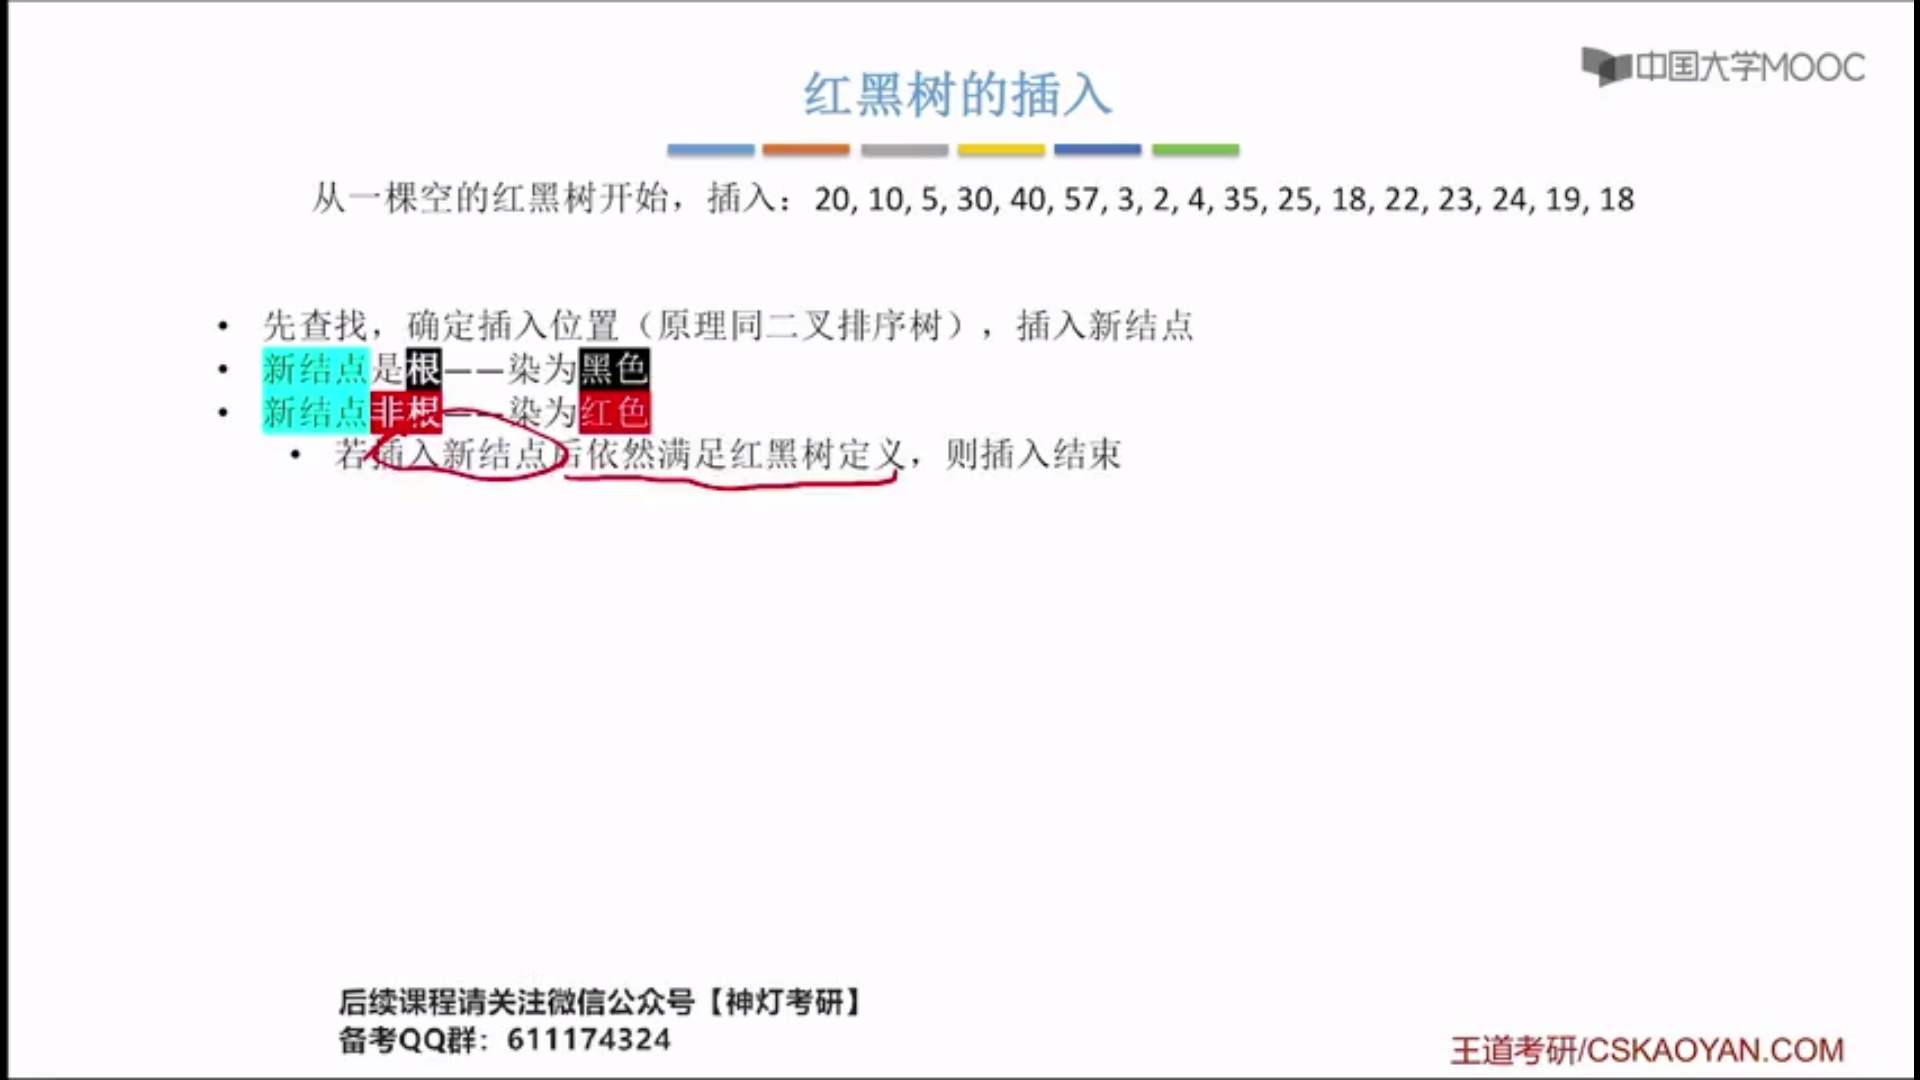 中国大学MOOC
红黑树的插入
从一棵空的红黑树开始，插入：20, 10, 5, 30, 40, 57, 3, 2, 4, 35, 25, 18, 22, 23, 24, 19, 18
• 先查找，确定插入位置（原理同二叉排序树），插入新结点
• 新结点是根——染为黑色
• 新结点非根——染为红色
• 若插入新结点后依然满足红黑树定义，则插入结束
后续课程请关注微信公众号【神灯考研】
备考QQ群：611174324
王道考研/CSKAOYAN.COM